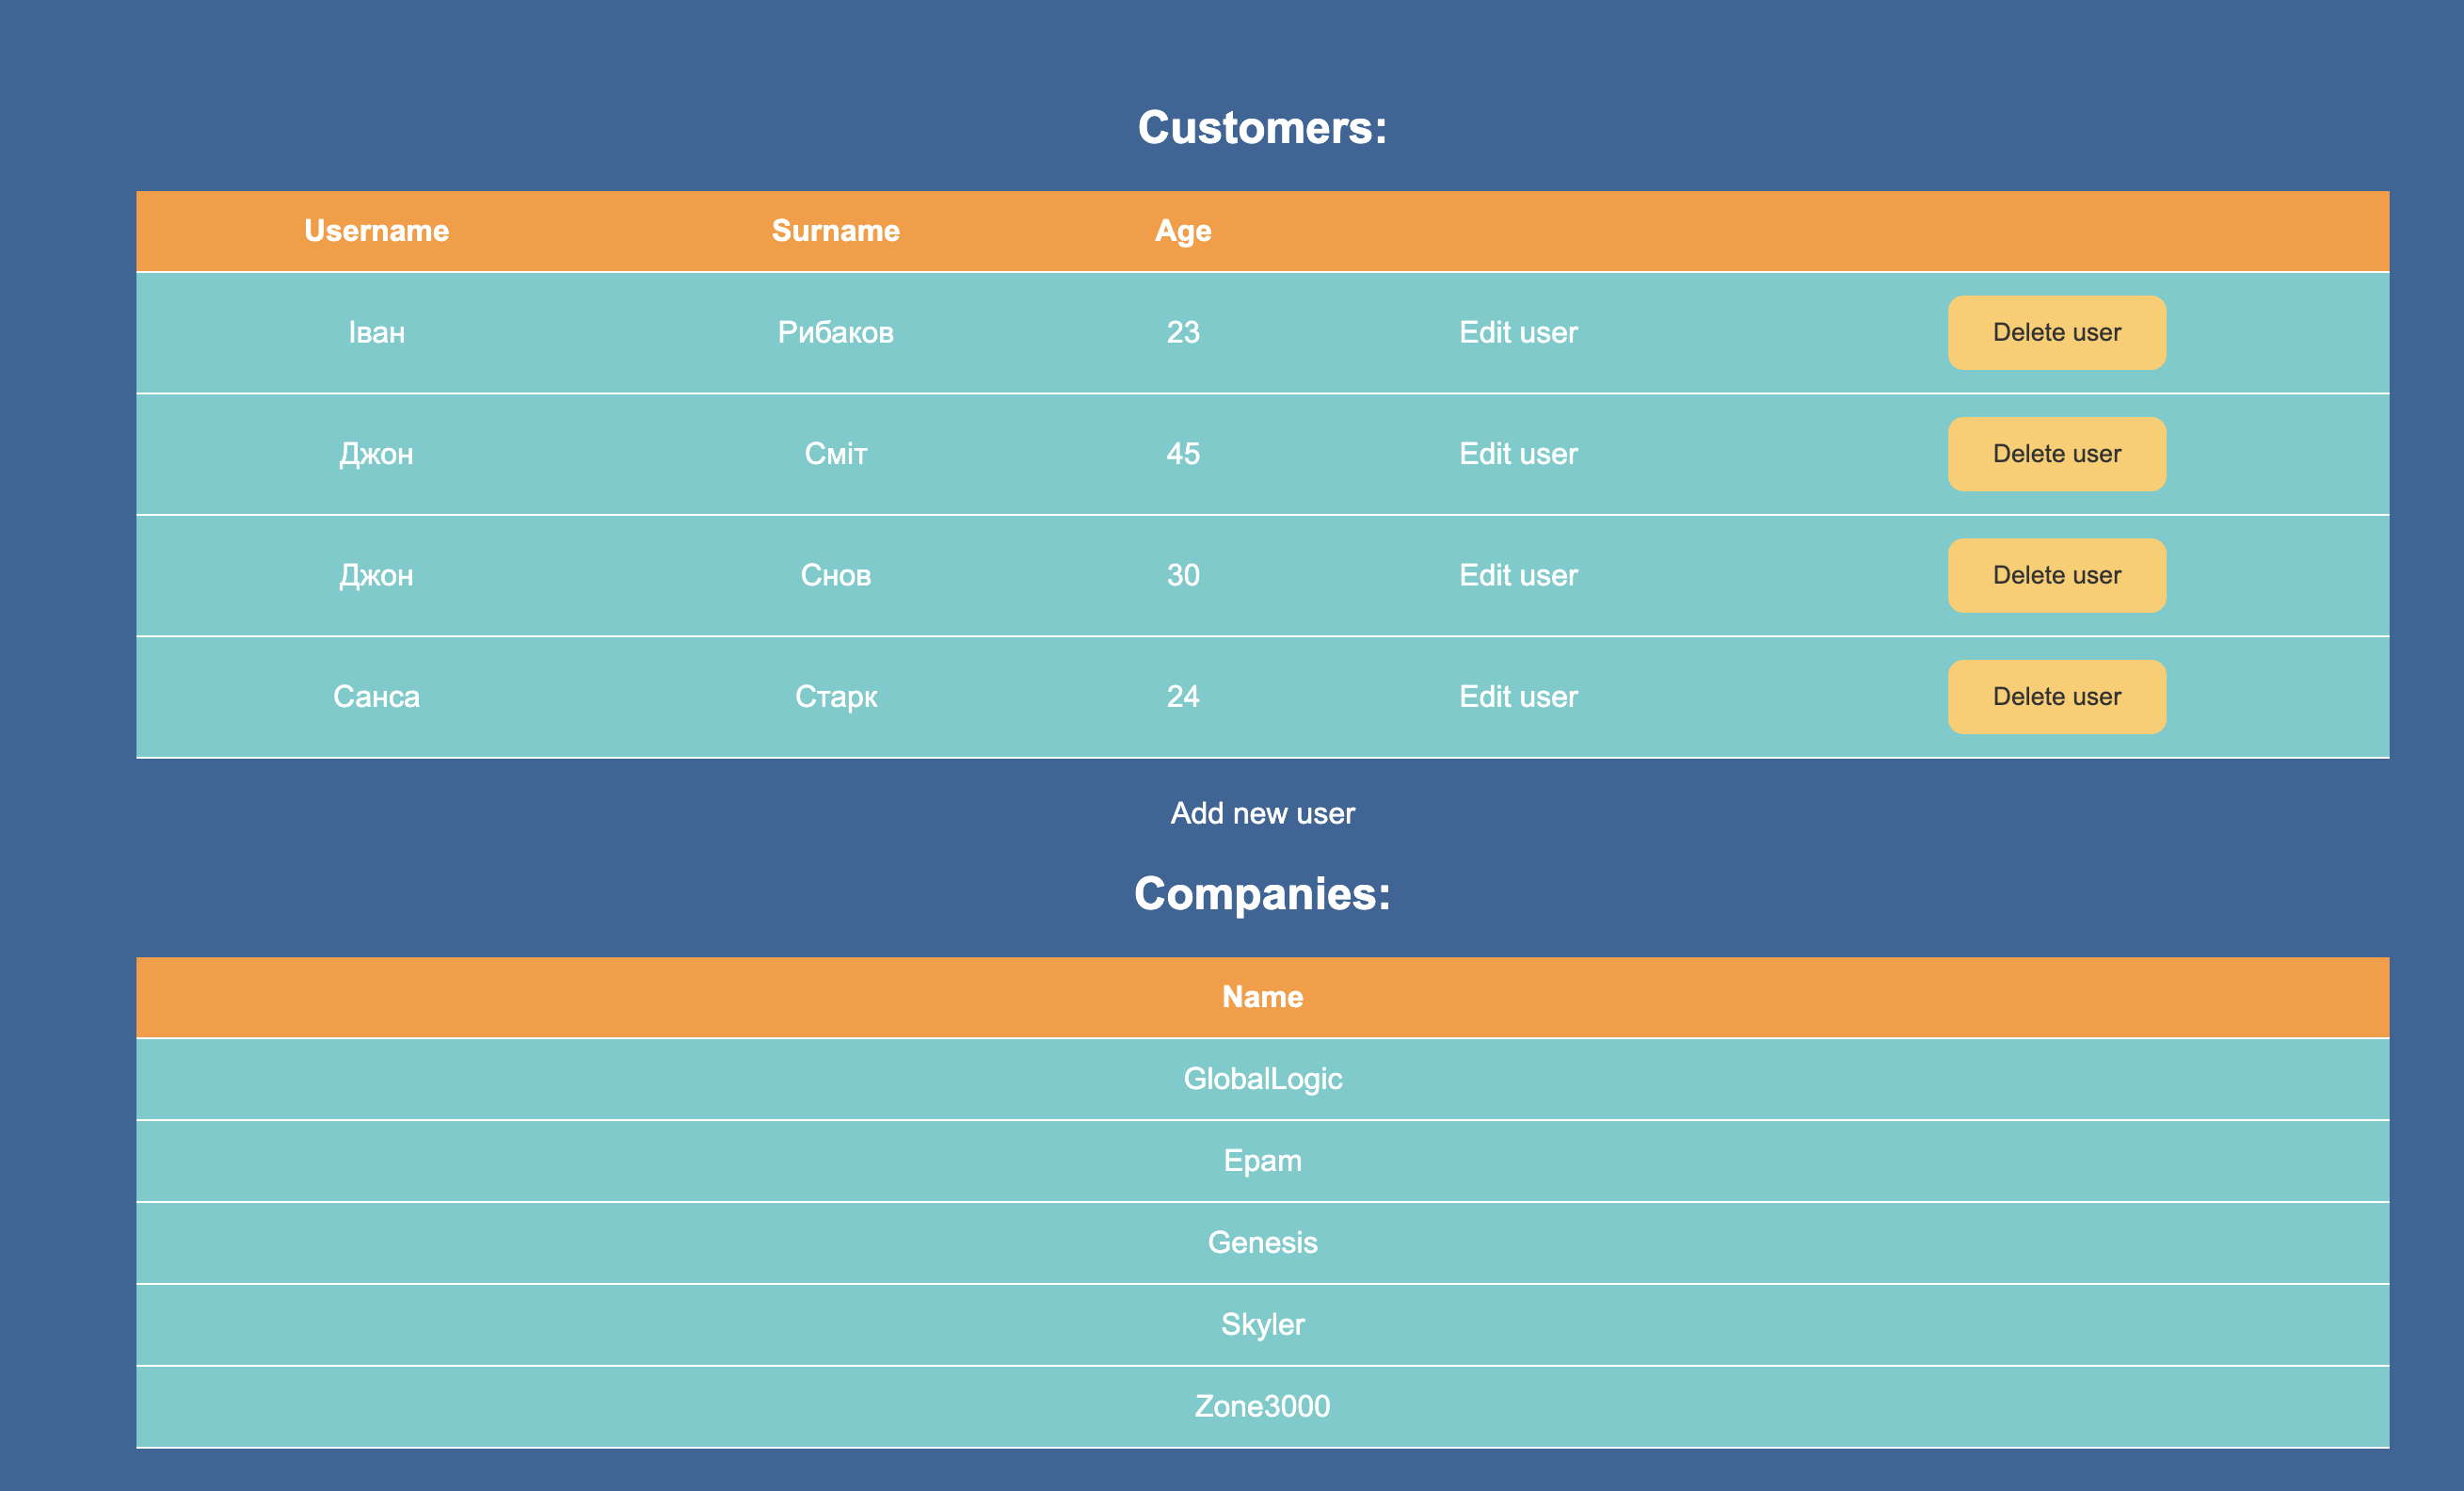 Customers:
Username Surname Age
Іван Рибаков 23 Edit user Delete user
Джон Сміт 45 Edit user Delete user
Джон Снов 30 Edit user Delete user
Санса Старк 24 Edit user Delete user
Add new user
Companies:
Name
GlobalLogic
Epam
Genesis
Skyler
Zone3000